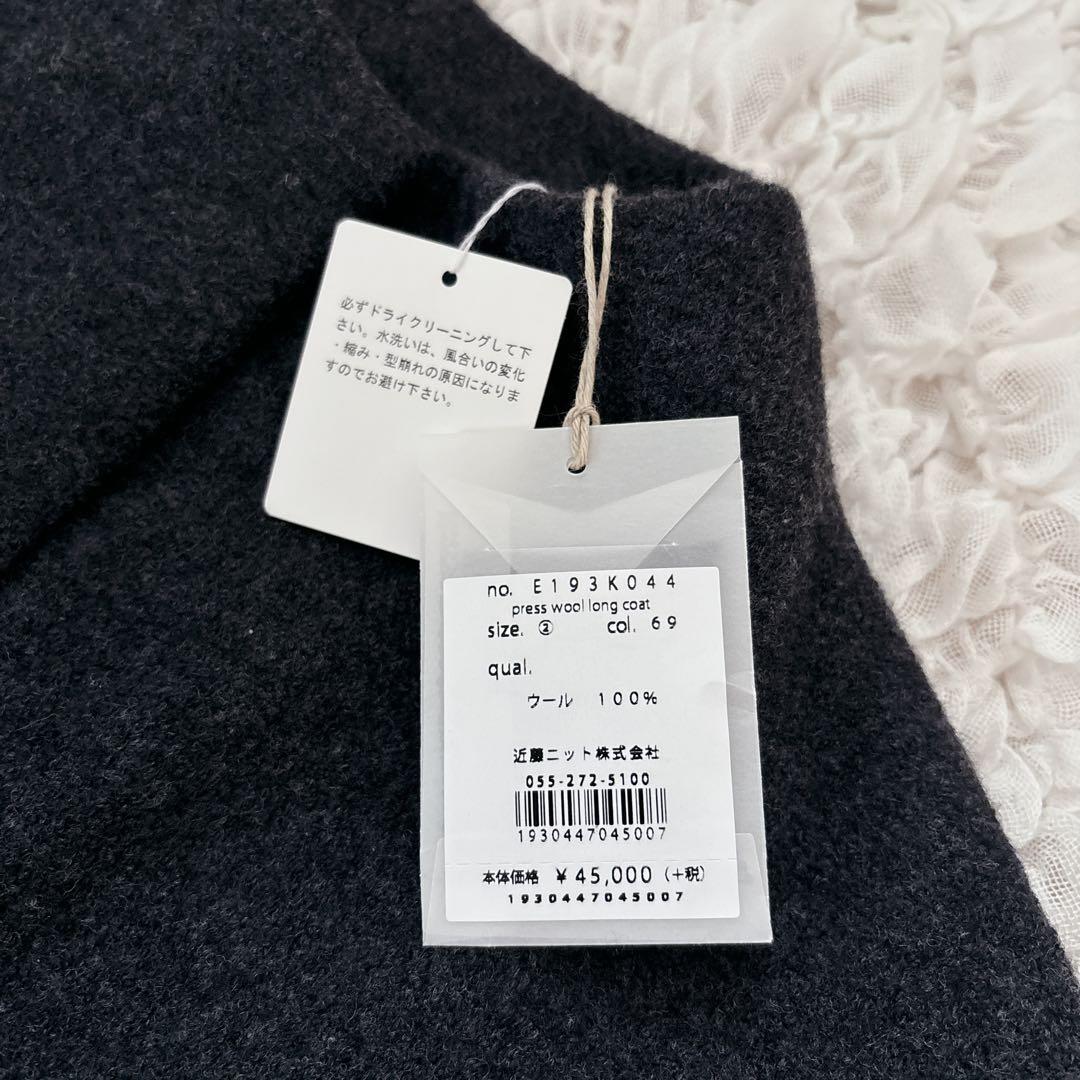 必ずドライクリーニングして下
さい。水洗いは、風合いの変化
・縮み・型崩れの原因になりま
すのでお避け下さい。
no. E193K044
press wool long coat
size. ② col. 69
qual.
ウール 100%
近藤ニット株式会社
055-272-5100
1930447045007
本体価格 ¥45,000(+税)
1930447045007